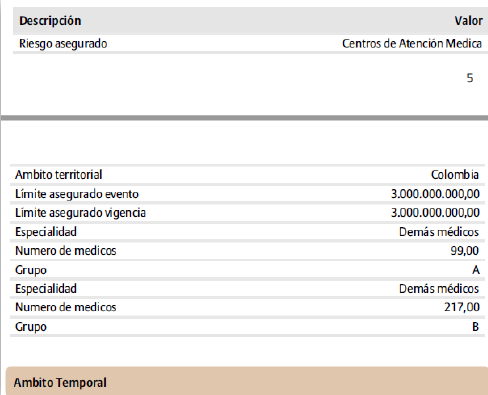 Descripción Valor
Riesgo asegurado Centros de Atención Medica
5
Ambito territorial Colombia
Límite asegurado evento 3.000.000.000,00
Límite asegurado vigencia 3.000.000.000,00
Especialidad Demás médicos
Numero de medicos 99,00
Grupo A
Especialidad Demás médicos
Numero de medicos 217,00
Grupo B
Ambito Temporal